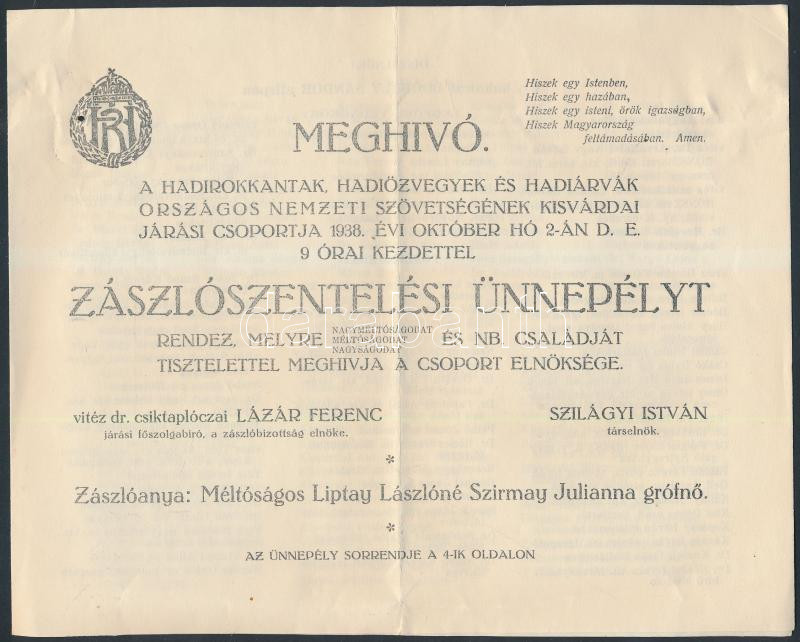 Hiszek egy Istenben,
Hiszek egy hazában,
Hiszek egy isteni, örök igazságban,
Hiszek Magyarország
feltámadásában. Amen.
MEGHIVÓ.
A HADIROKKANTAK, HADIÖZVEGYEK ÉS HADIÁRVÁK
ORSZÁGOS NEMZETI SZÖVETSÉGÉNEK KISVÁRDAI
JÁRÁSI CSOPORTJA 1938. ÉVI OKTÓBER HÓ 2-ÁN D. E.
9 ÓRAI KEZDETTEL
ZÁSZLÓSZENTELÉSI ÜNNEPÉLYT
RENDEZ, MELYRE NAGYMÉLTÓSÁGODAT MÉLTÓSÁGODAT NAGYSÁGODAT ÉS NB. CSALÁDJÁT
TISZTELETTEL MEGHIVJA A CSOPORT ELNÖKSÉGE.
vitéz dr. csiktaplóczai LÁZÁR FERENC
járási főszolgabiró, a zászlóbizottság elnöke.
SZILÁGYI ISTVÁN
társelnök.
*
Zászlóanya: Méltóságos Liptay Lászlóné Szirmay Julianna grófnő.
*
AZ ÜNNEPÉLY SORRENDJE A 4-IK OLDALON